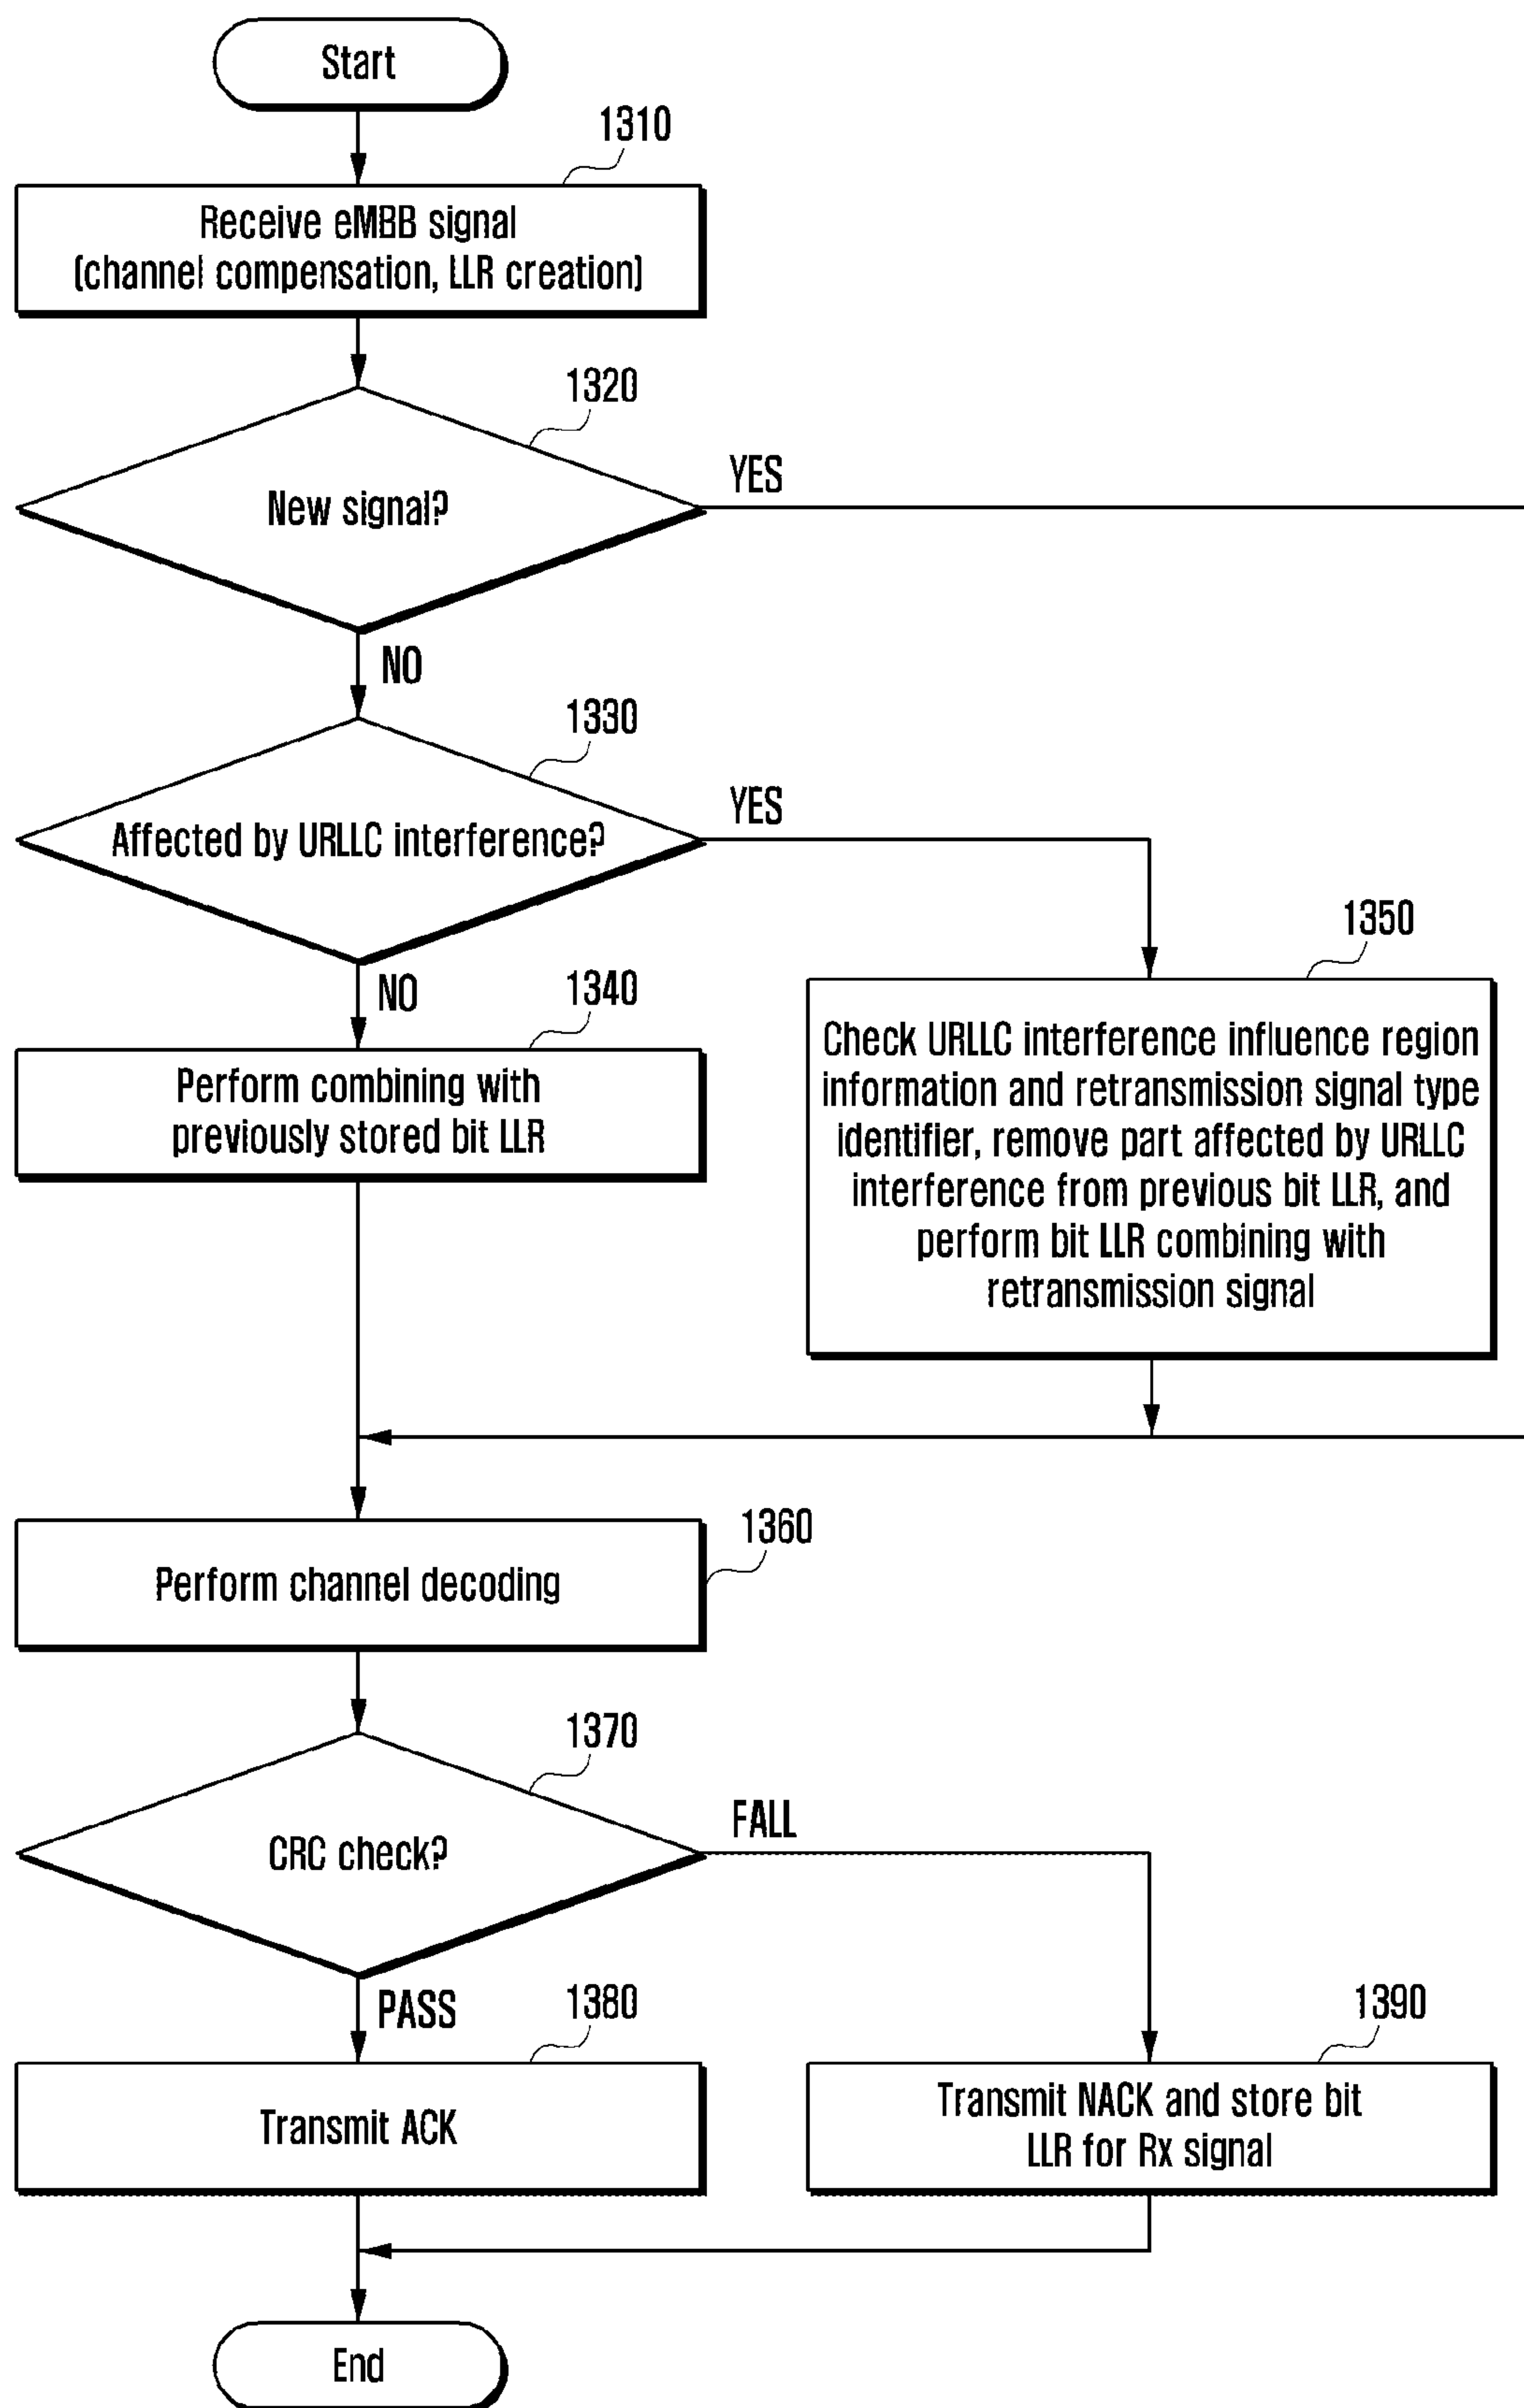 Start
1310
Receive eMBB signal
(channel compensation, LLR creation)
1320
New signal?
YES
NO
1330
Affected by URLLC interference?
YES
NO
1340
Perform combining with
previously stored bit LLR
1350
Check URLLC interference influence region
information and retransmission signal type
identifier, remove part affected by URLLC
interference from previous bit LLR, and
perform bit LLR combining with
retransmission signal
1360
Perform channel decoding
1370
CRC check?
FALL
PASS
1380
Transmit ACK
1390
Transmit NACK and store bit
LLR for Rx signal
End